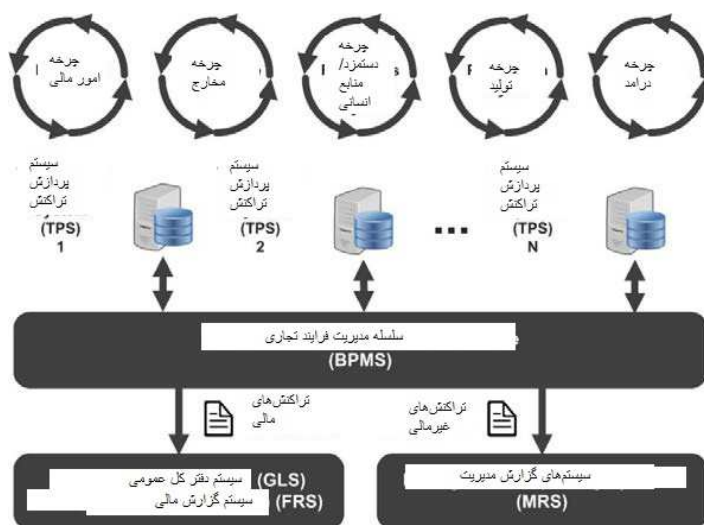 چرخه
امور مالی
چرخه
مخارج
چرخه
دستمزد/
منابع
انسانی
چرخه
تولید
چرخه
درامد
سیستم
پردازش
تراکنش
(TPS)
1
سیستم
پردازش
تراکنش
(TPS)
2
...
سیستم
پردازش
تراکنش
(TPS)
N
سلسله مدیریت فرایند تجاری
(BPMS)
تراکنش‌های
مالی
تراکنش‌های
غیرمالی
سیستم دفتر کل عمومی (GLS)
سیستم گزارش مالی (FRS)
سیستم‌های گزارش مدیریت
(MRS)